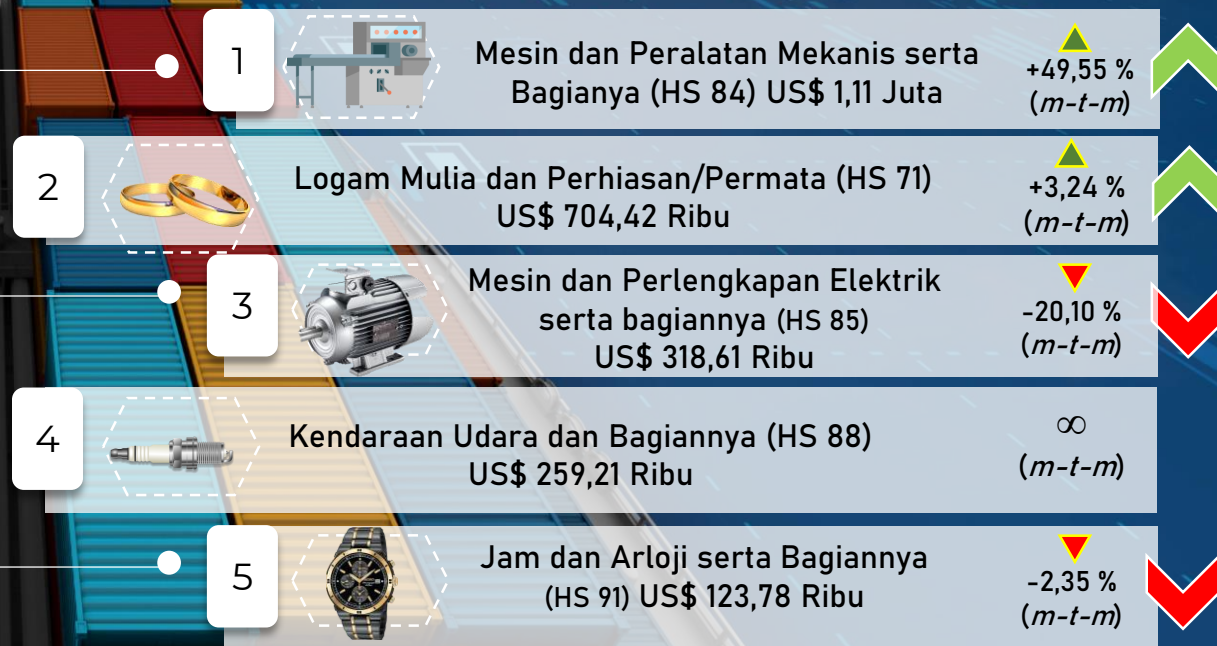 1
Mesin dan Peralatan Mekanis serta
Bagianya (HS 84) US$ 1,11 Juta
+49,55 %
(m-t-m)
2
Logam Mulia dan Perhiasan/Permata (HS 71)
US$ 704,42 Ribu
+3,24 %
(m-t-m)
3
Mesin dan Perlengkapan Elektrik
serta bagiannya (HS 85)
US$ 318,61 Ribu
-20,10 %
(m-t-m)
4
Kendaraan Udara dan Bagiannya (HS 88)
US$ 259,21 Ribu
∞
(m-t-m)
5
Jam dan Arloji serta Bagiannya
(HS 91) US$ 123,78 Ribu
-2,35 %
(m-t-m)